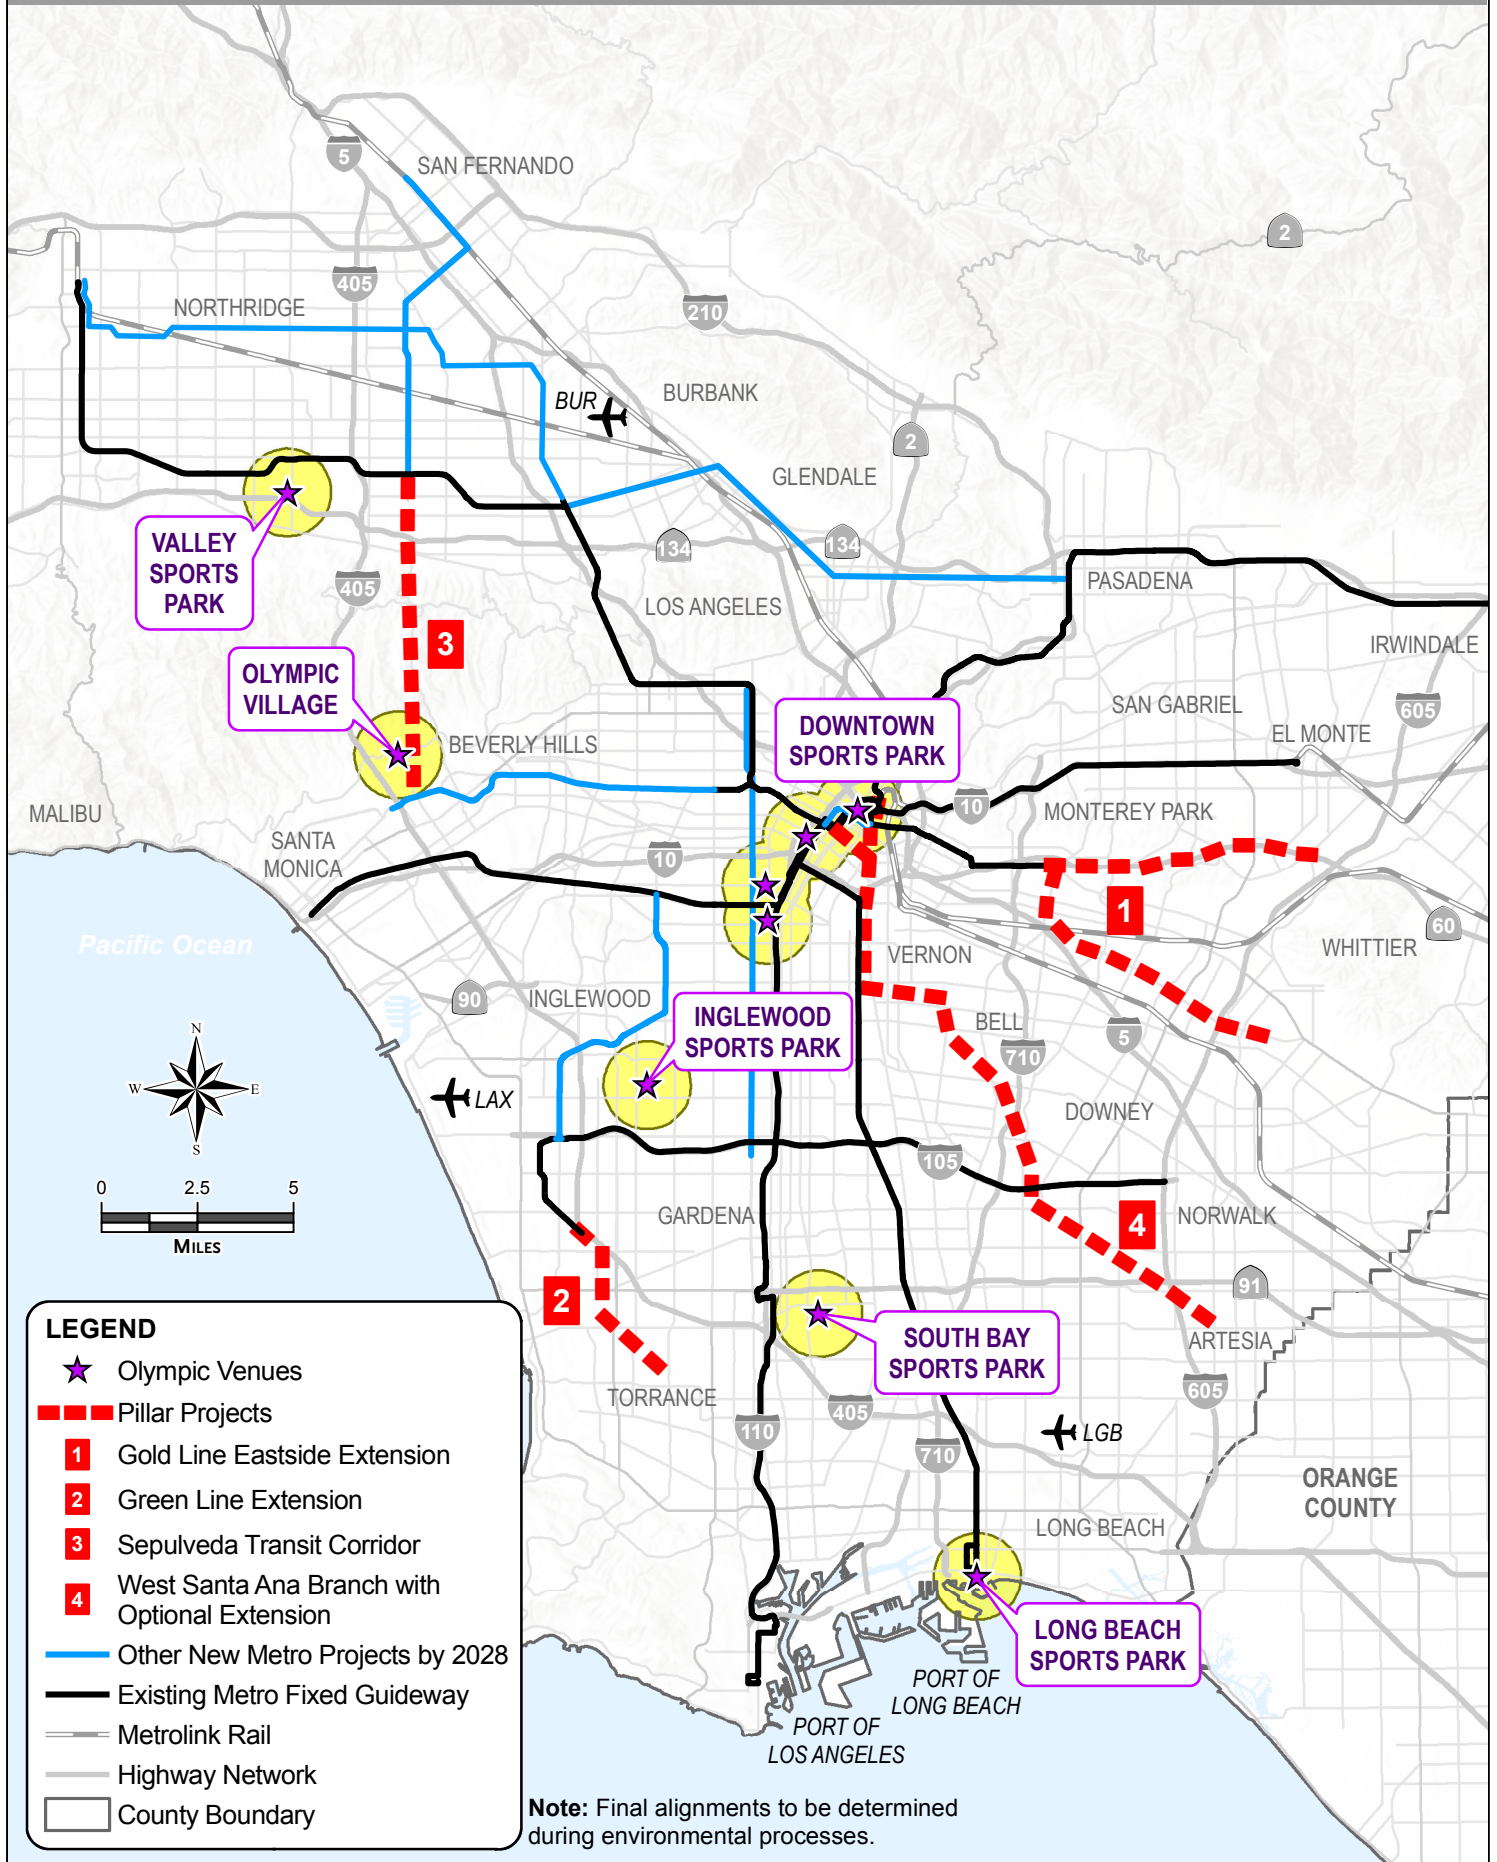 5
SAN FERNANDO
2
405
NORTHRIDGE
210
BUR
BURBANK
2
GLENDALE
VALLEY
SPORTS
PARK
134
134
405
LOS ANGELES
PASADENA
3
IRWINDALE
OLYMPIC
VILLAGE
SAN GABRIEL
605
DOWNTOWN
SPORTS PARK
BEVERLY HILLS
EL MONTE
MALIBU
10
MONTEREY PARK
SANTA
MONICA
10
1
60
Pacific Ocean
VERNON
WHITTIER
90
INGLEWOOD
INGLEWOOD
SPORTS PARK
BELL
5
710
N
W
E
S
LAX
DOWNEY
105
0 2.5 5
MILES
GARDENA
4
NORWALK
2
91
SOUTH BAY
SPORTS PARK
ARTESIA
TORRANCE
605
405
110
LGB
710
ORANGE
COUNTY
LONG BEACH
LONG BEACH
SPORTS PARK
PORT OF
LONG BEACH
PORT OF
LOS ANGELES
LEGEND
Olympic Venues
Pillar Projects
1 Gold Line Eastside Extension
2 Green Line Extension
3 Sepulveda Transit Corridor
4 West Santa Ana Branch with
Optional Extension
Other New Metro Projects by 2028
Existing Metro Fixed Guideway
Metrolink Rail
Highway Network
County Boundary
Note: Final alignments to be determined
during environmental processes.